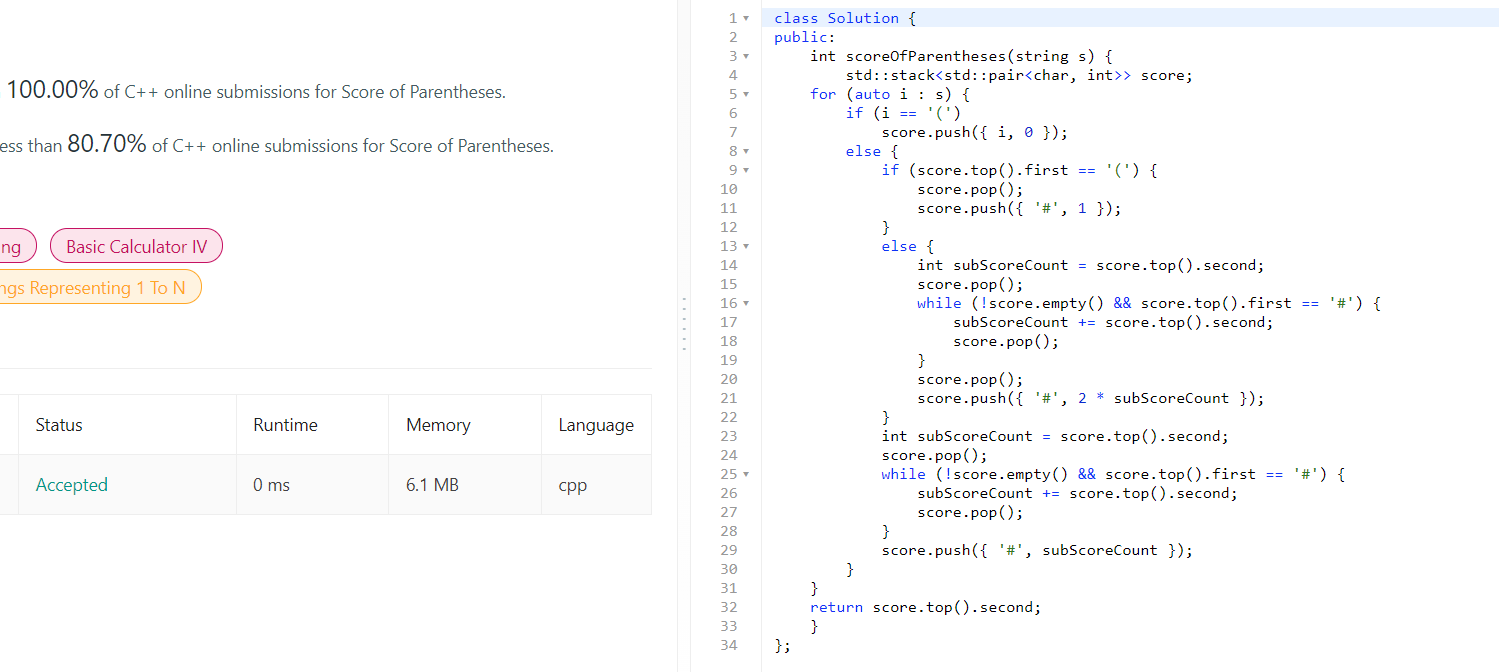 100.00% of C++ online submissions for Score of Parentheses.
ess than 80.70% of C++ online submissions for Score of Parentheses.
ng Basic Calculator IV
ngs Representing 1 To N
Status Runtime Memory Language
Accepted 0 ms 6.1 MB cpp
1 class Solution {
2 public:
3     int scoreOfParentheses(string s) {
4         std::stack<std::pair<char, int>> score;
5     for (auto i : s) {
6         if (i == '(')
7             score.push({ i, 0 });
8         else {
9             if (score.top().first == '(') {
10                 score.pop();
11                 score.push({ '#', 1 });
12             }
13             else {
14                 int subScoreCount = score.top().second;
15                 score.pop();
16                 while (!score.empty() && score.top().first == '#') {
17                     subScoreCount += score.top().second;
18                     score.pop();
19                 }
20                 score.pop();
21                 score.push({ '#', 2 * subScoreCount });
22             }
23             int subScoreCount = score.top().second;
24             score.pop();
25             while (!score.empty() && score.top().first == '#') {
26                 subScoreCount += score.top().second;
27                 score.pop();
28             }
29             score.push({ '#', subScoreCount });
30         }
31     }
32     return score.top().second;
33     }
34 };